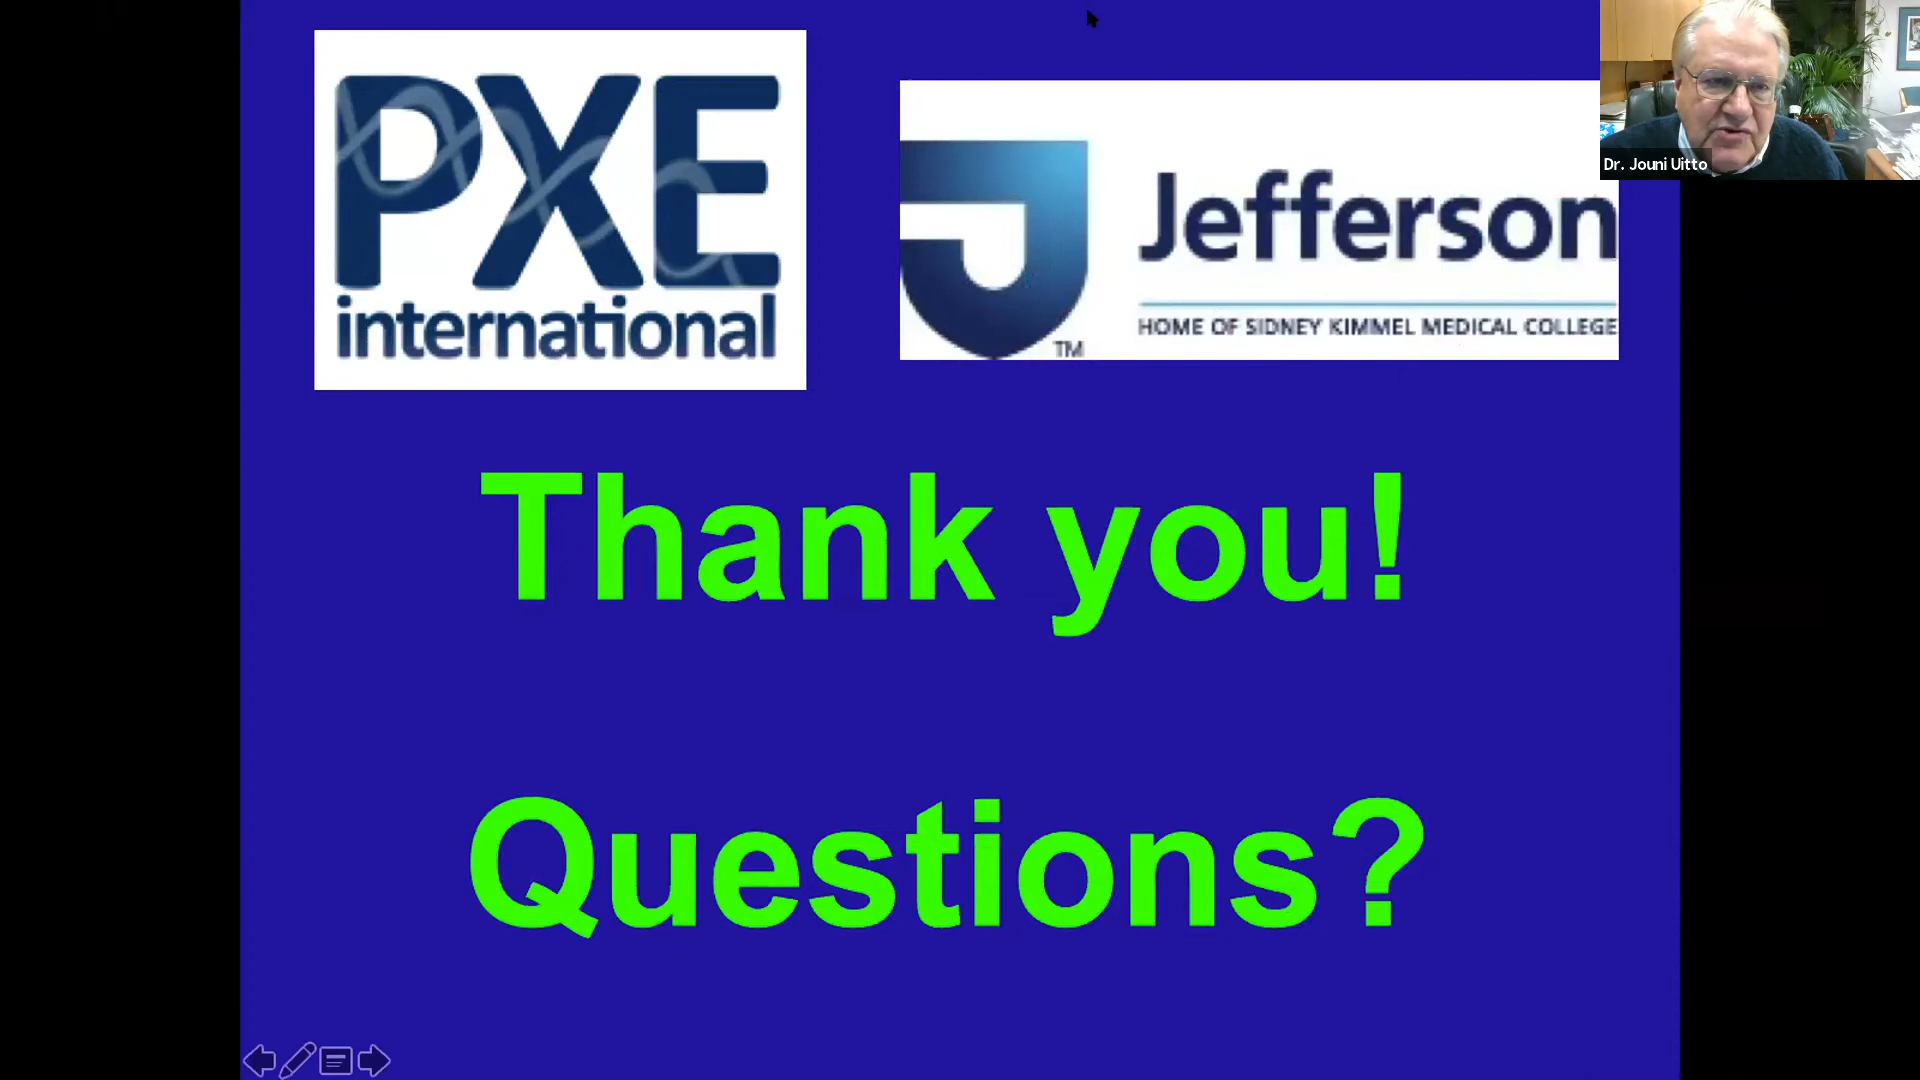 PXE
international
Jefferson
TM
HOME OF SIDNEY KIMMEL MEDICAL COLLEGE
Dr. Jouni Uitto
Thank you!
Questions?